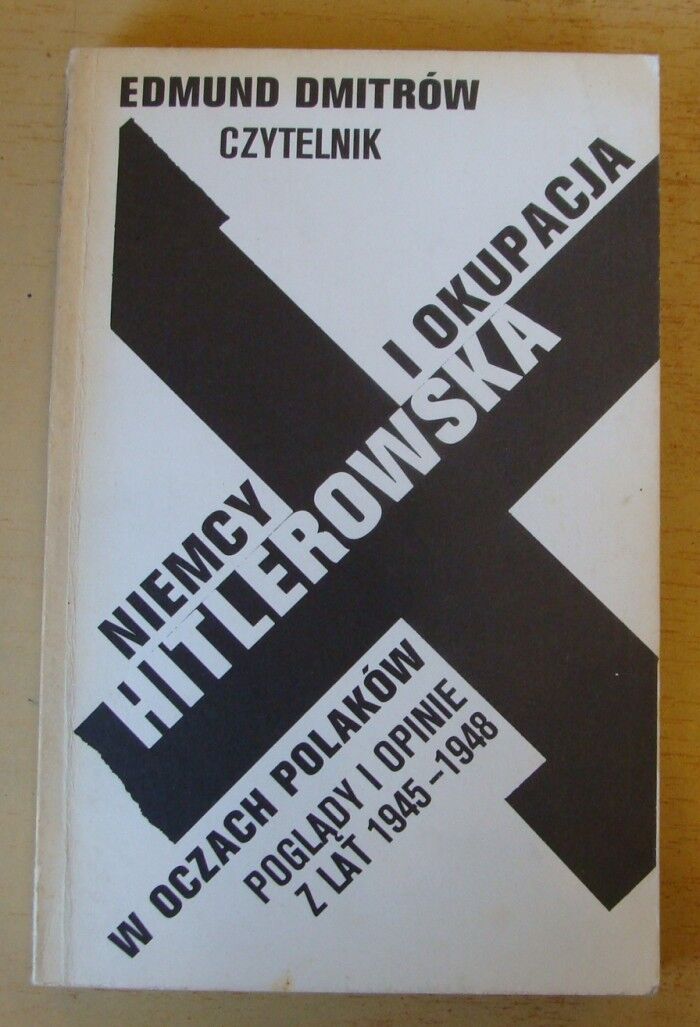 EDMUND DMITRÓW
CZYTELNIK
NIEMCY I OKUPACJA
HITLEROWSKA
W OCZACH POLAKÓW
POGLĄDY I OPINIE
Z LAT 1945-1948